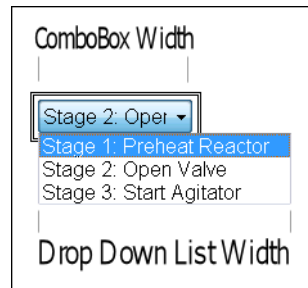 ComboBox Width
Stage 2: Oper
Stage 1: Preheat Reactor
Stage 2: Open Valve
Stage 3: Start Agitator
Drop Down List Width